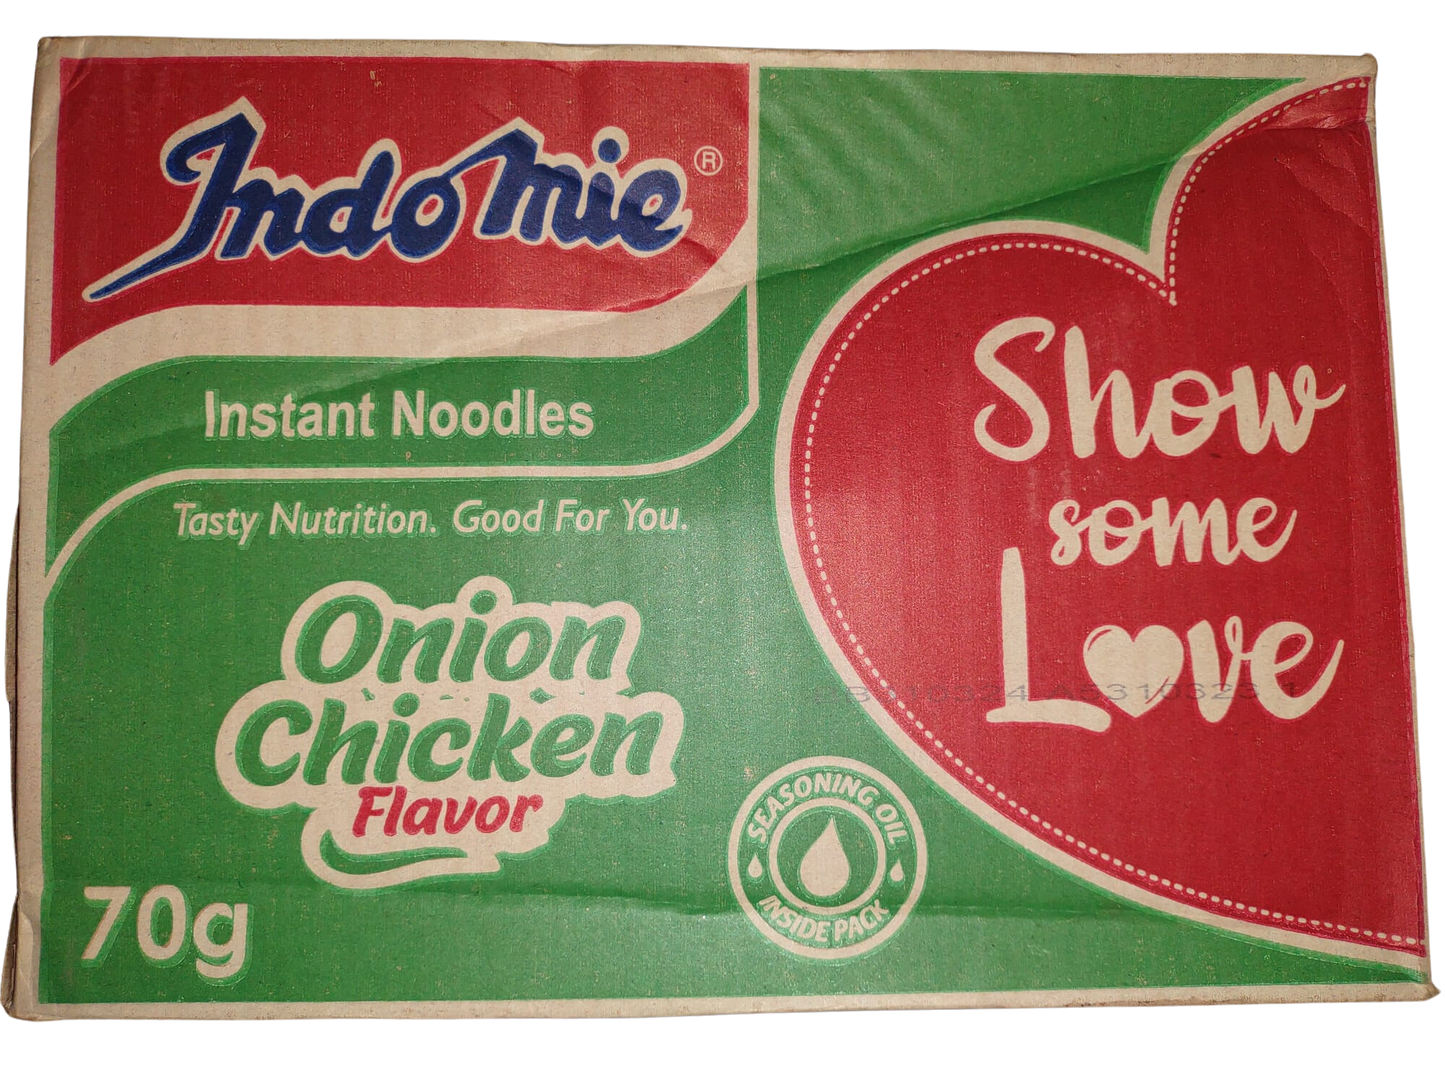 Indomie®
Instant Noodles
Tasty Nutrition. Good For You.
Onion
Chicken
Flavor
70g
SEASONING OIL
INSIDE PACK
Show
some
Love